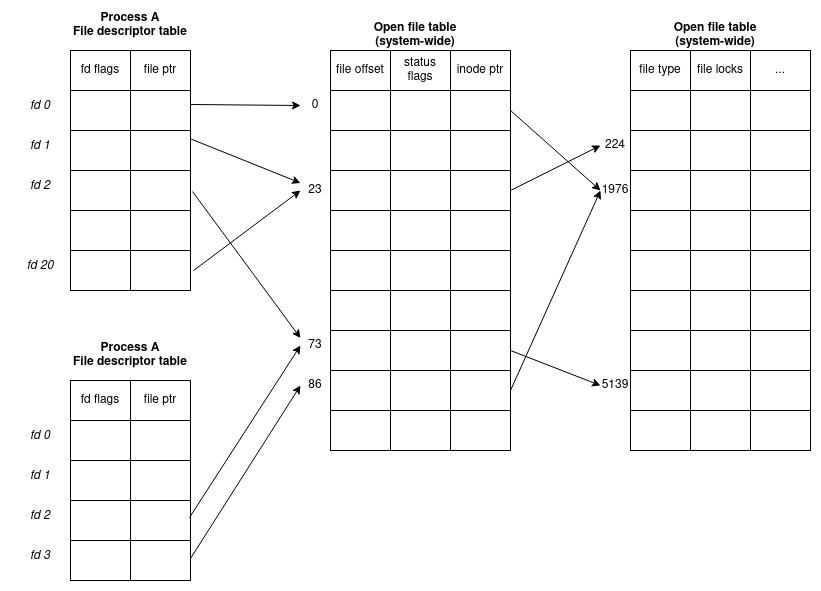 Process A
File descriptor table
fd flags
file ptr
fd 0
fd 1
fd 2
fd 20
Process A
File descriptor table
fd flags
file ptr
fd 0
fd 1
fd 2
fd 3
Open file table
(system-wide)
file offset
status
flags
inode ptr
0
23
73
86
Open file table
(system-wide)
file type
file locks
...
224
1976
5139